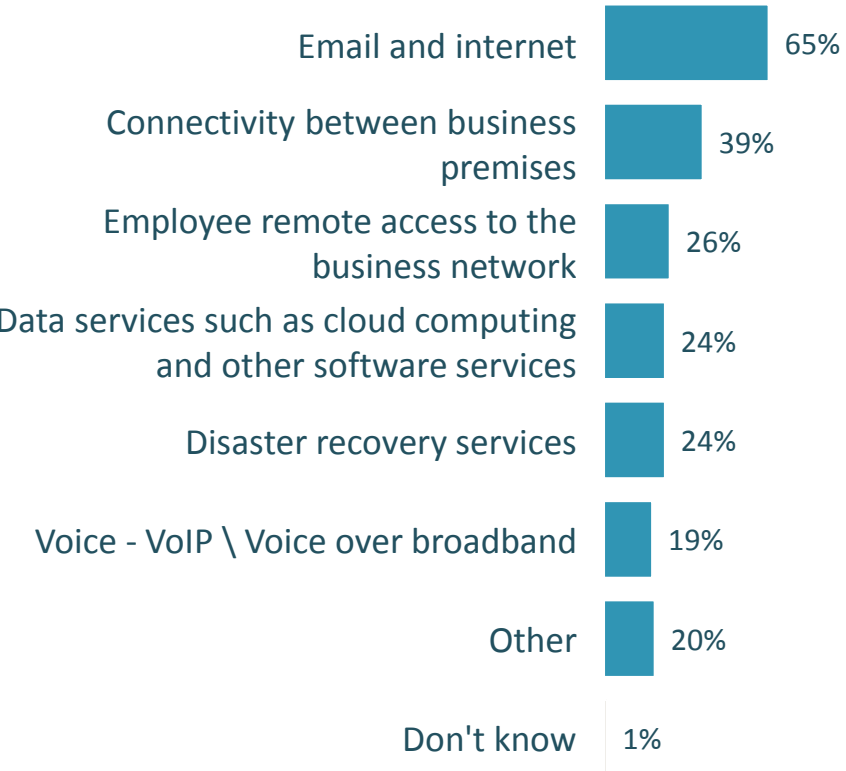 Email and internet 65%
Connectivity between business
premises 39%
Employee remote access to the
business network 26%
Data services such as cloud computing
and other software services 24%
Disaster recovery services 24%
Voice - VoIP \ Voice over broadband 19%
Other 20%
Don't know 1%